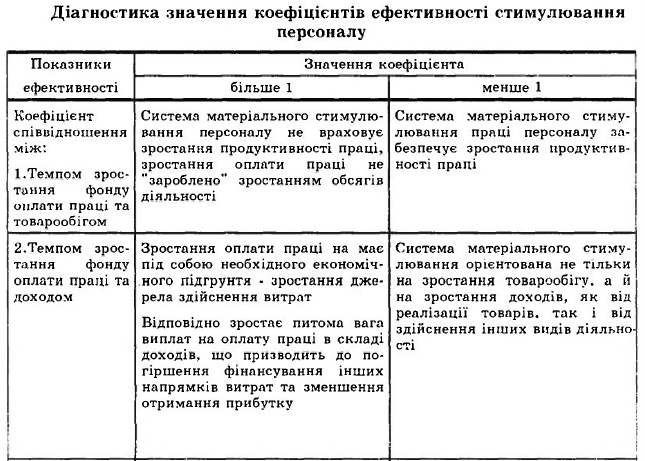 Діагностика значення коефіцієнтів ефективності стимулювання
персоналу
Показники
ефективності
Значення коефіцієнта
більше 1
менше 1
Коефіцієнт
співвідношення
між:
1.Темпом зрос-
тання фонду
оплати праці та
товарообігом
Система матеріального стимулю-
вання персоналу не враховує
зростання продуктивності праці,
зростання оплати праці не
"зароблено" зростанням обсягів
діяльності
Система матеріального стиму-
лювання праці персоналу за-
безпечує зростання продуктив-
ності праці
2.Темпом зрос-
тання фонду
оплати праці та
доходом
Зростання оплати праці на має
під собою необхідного економіч-
ного підгрунтя - зростання дже-
рела здійснення витрат
Відповідно зростає питома вага
виплат на оплату праці в складі
доходів, що призводить до по-
гіршення фінансування інших
напрямків витрат та зменшення
отримання прибутку
Система матеріального стиму-
лювання орієнтована не тільки
на зростання товарообігу, а й
на зростання доходів, як від
реалізації товарів, так і від
здійснення інших видів діяльно-
сті